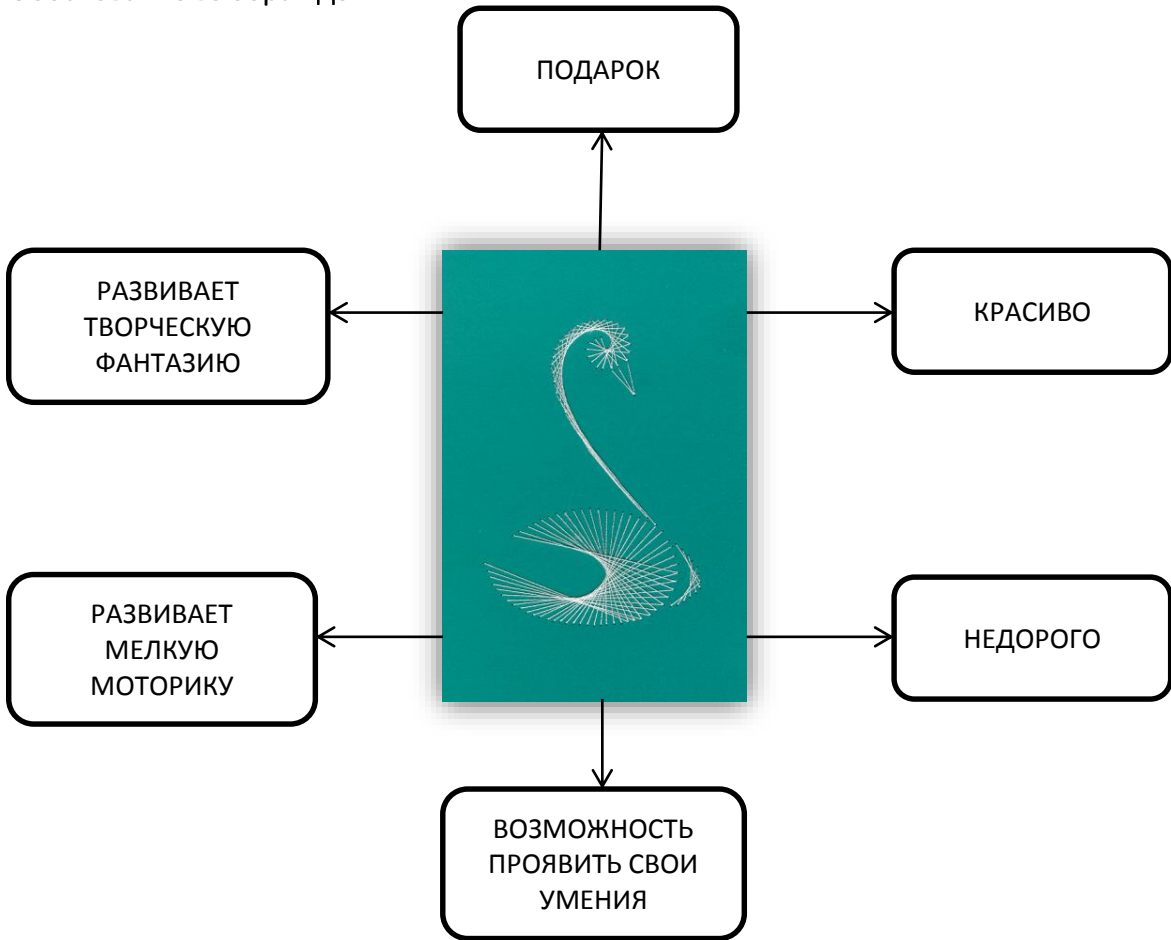 ПОДАРОК
РАЗВИВАЕТ
ТВОРЧЕСКУЮ
ФАНТАЗИЮ
КРАСИВО
РАЗВИВАЕТ
МЕЛКУЮ
МОТОРИКУ
НЕДОРОГО
ВОЗМОЖНОСТЬ
ПРОЯВИТЬ СВОИ
УМЕНИЯ